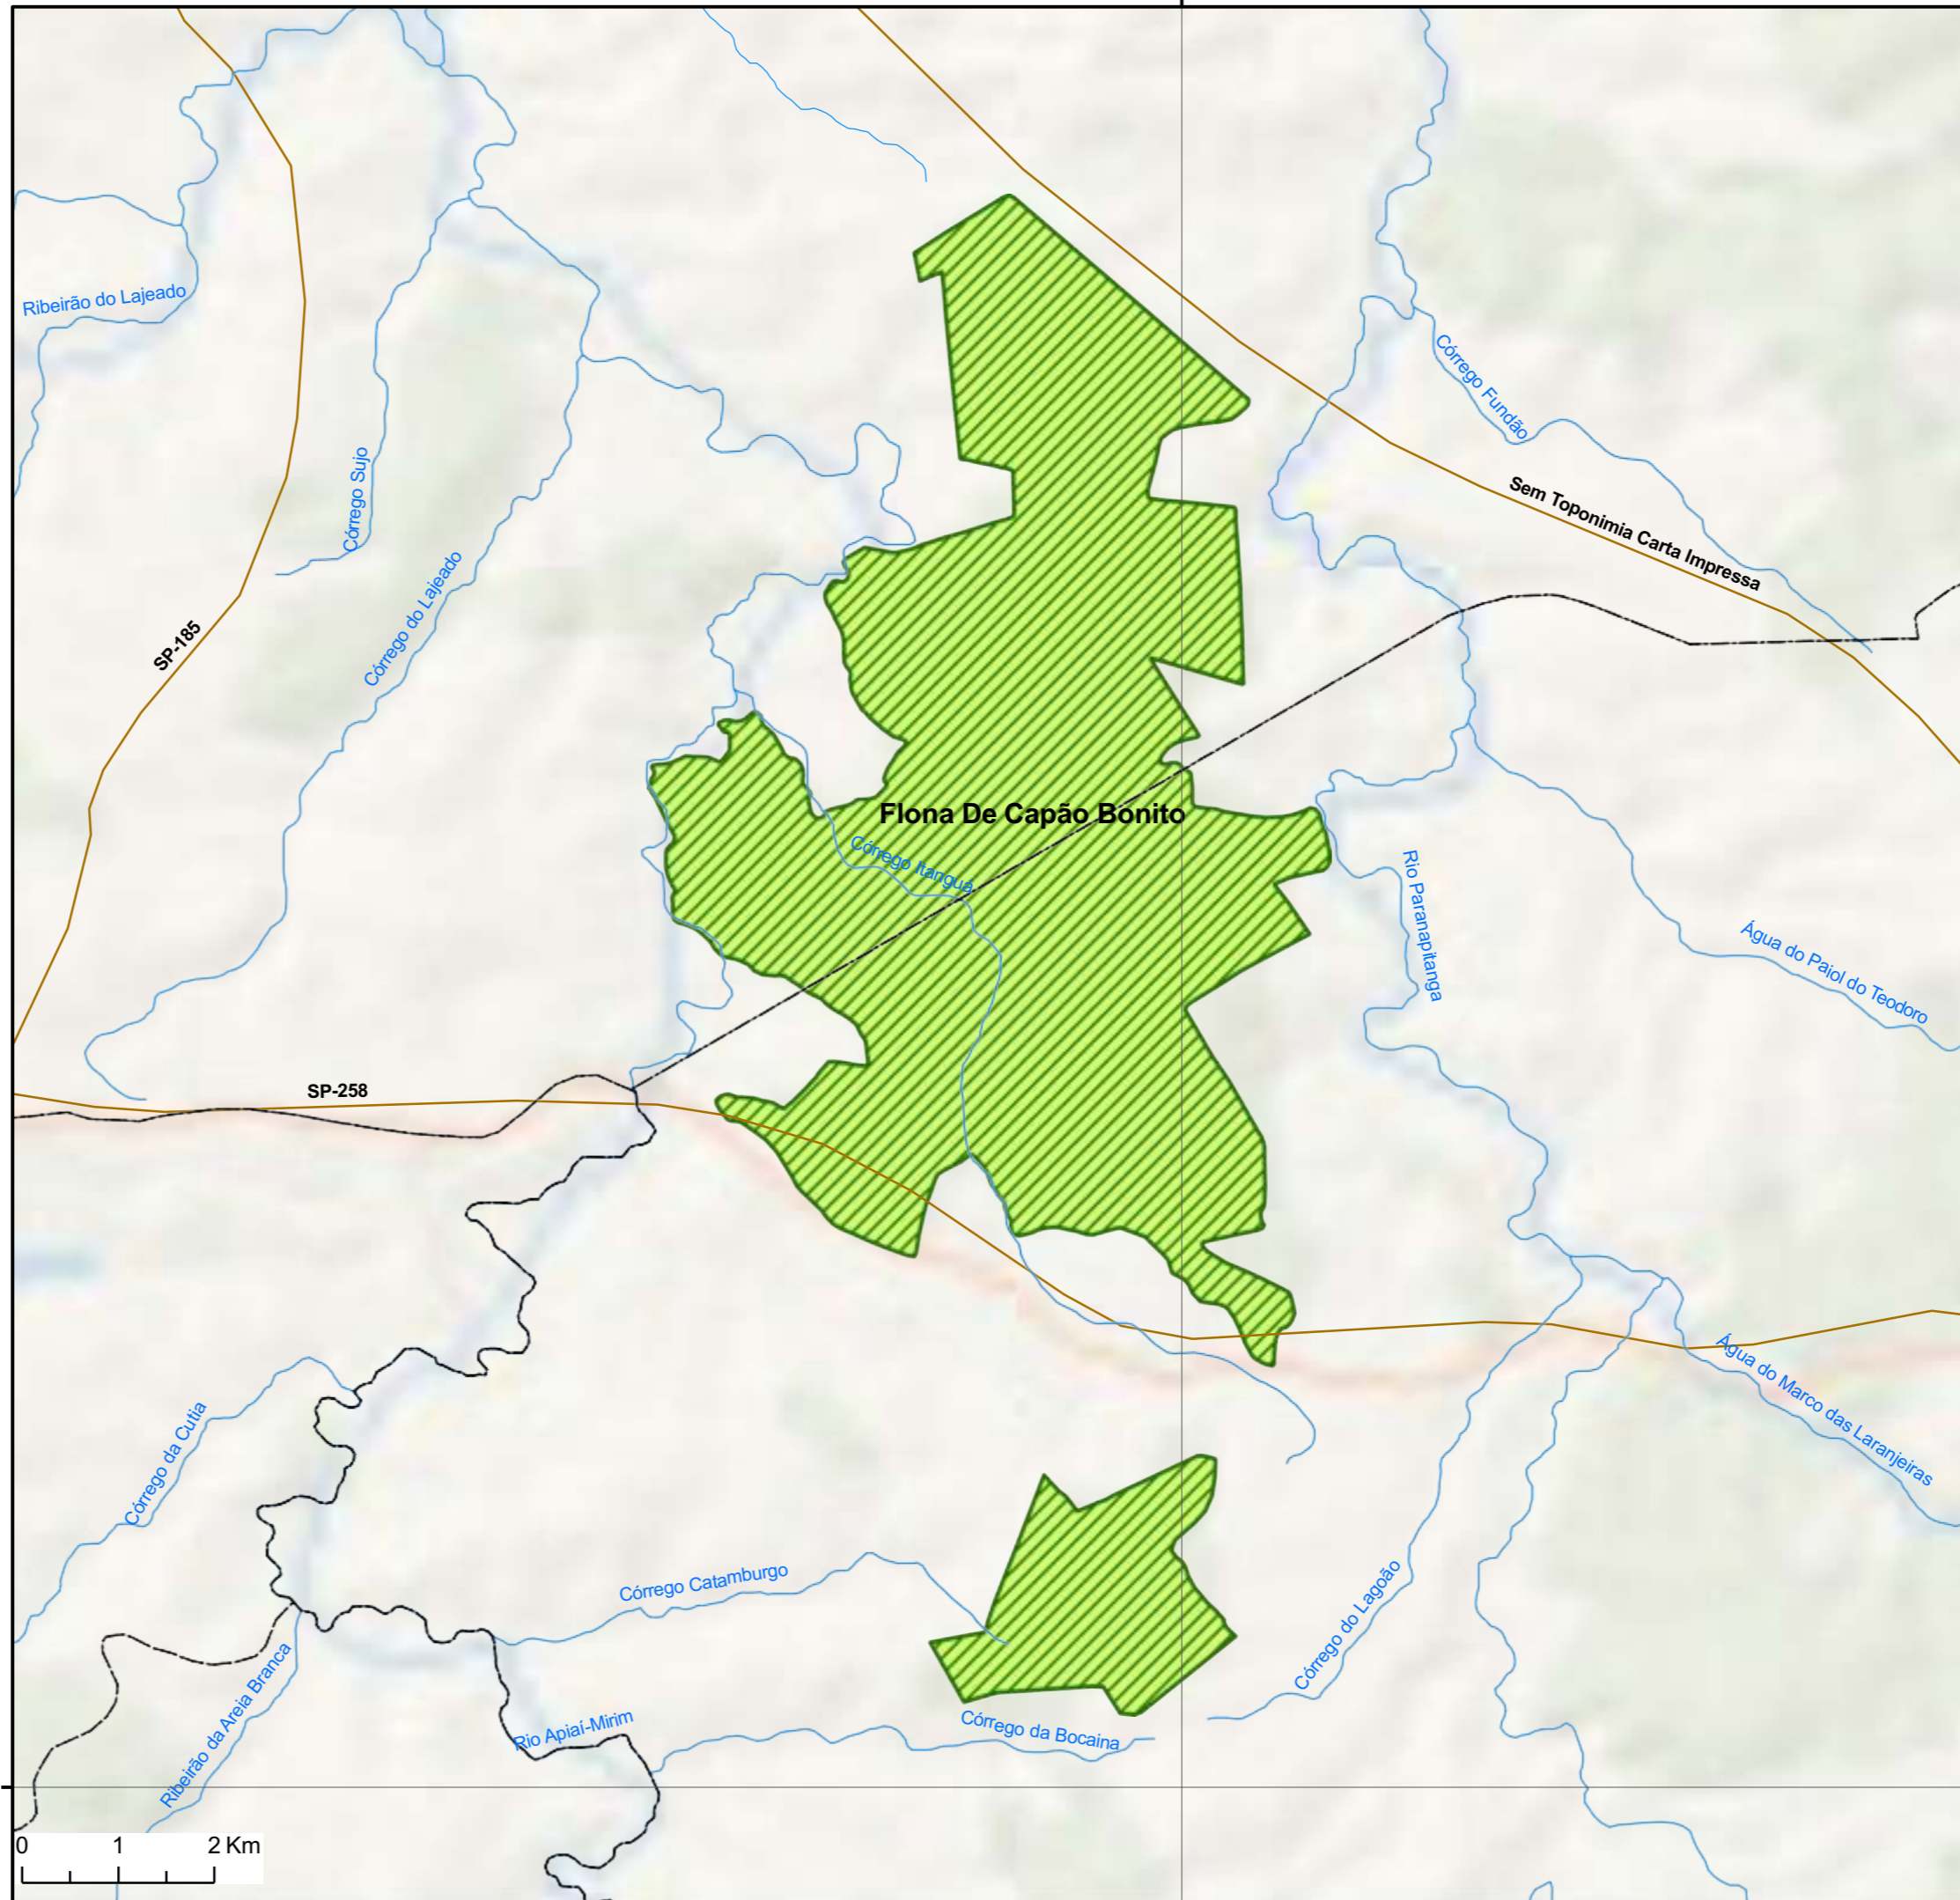 Ribeirão do Lajeado
Córrego Fundão
Córrego Sujo
Sem Toponimia Carta Impressa
Córrego do Lajeado
SP-185
Flona De Capão Bonito
Córrego Itanguá
Rio Paranapitanga
Água do Paiol do Teodoro
SP-258
Água do Marco das Laranjeiras
Córrego da Cutia
Córrego Catamburgo
Córrego do Lagoão
Ribeirão da Areia Branca
Rio Apiaí-Mirim
Córrego da Bocaina
0 1 2 Km